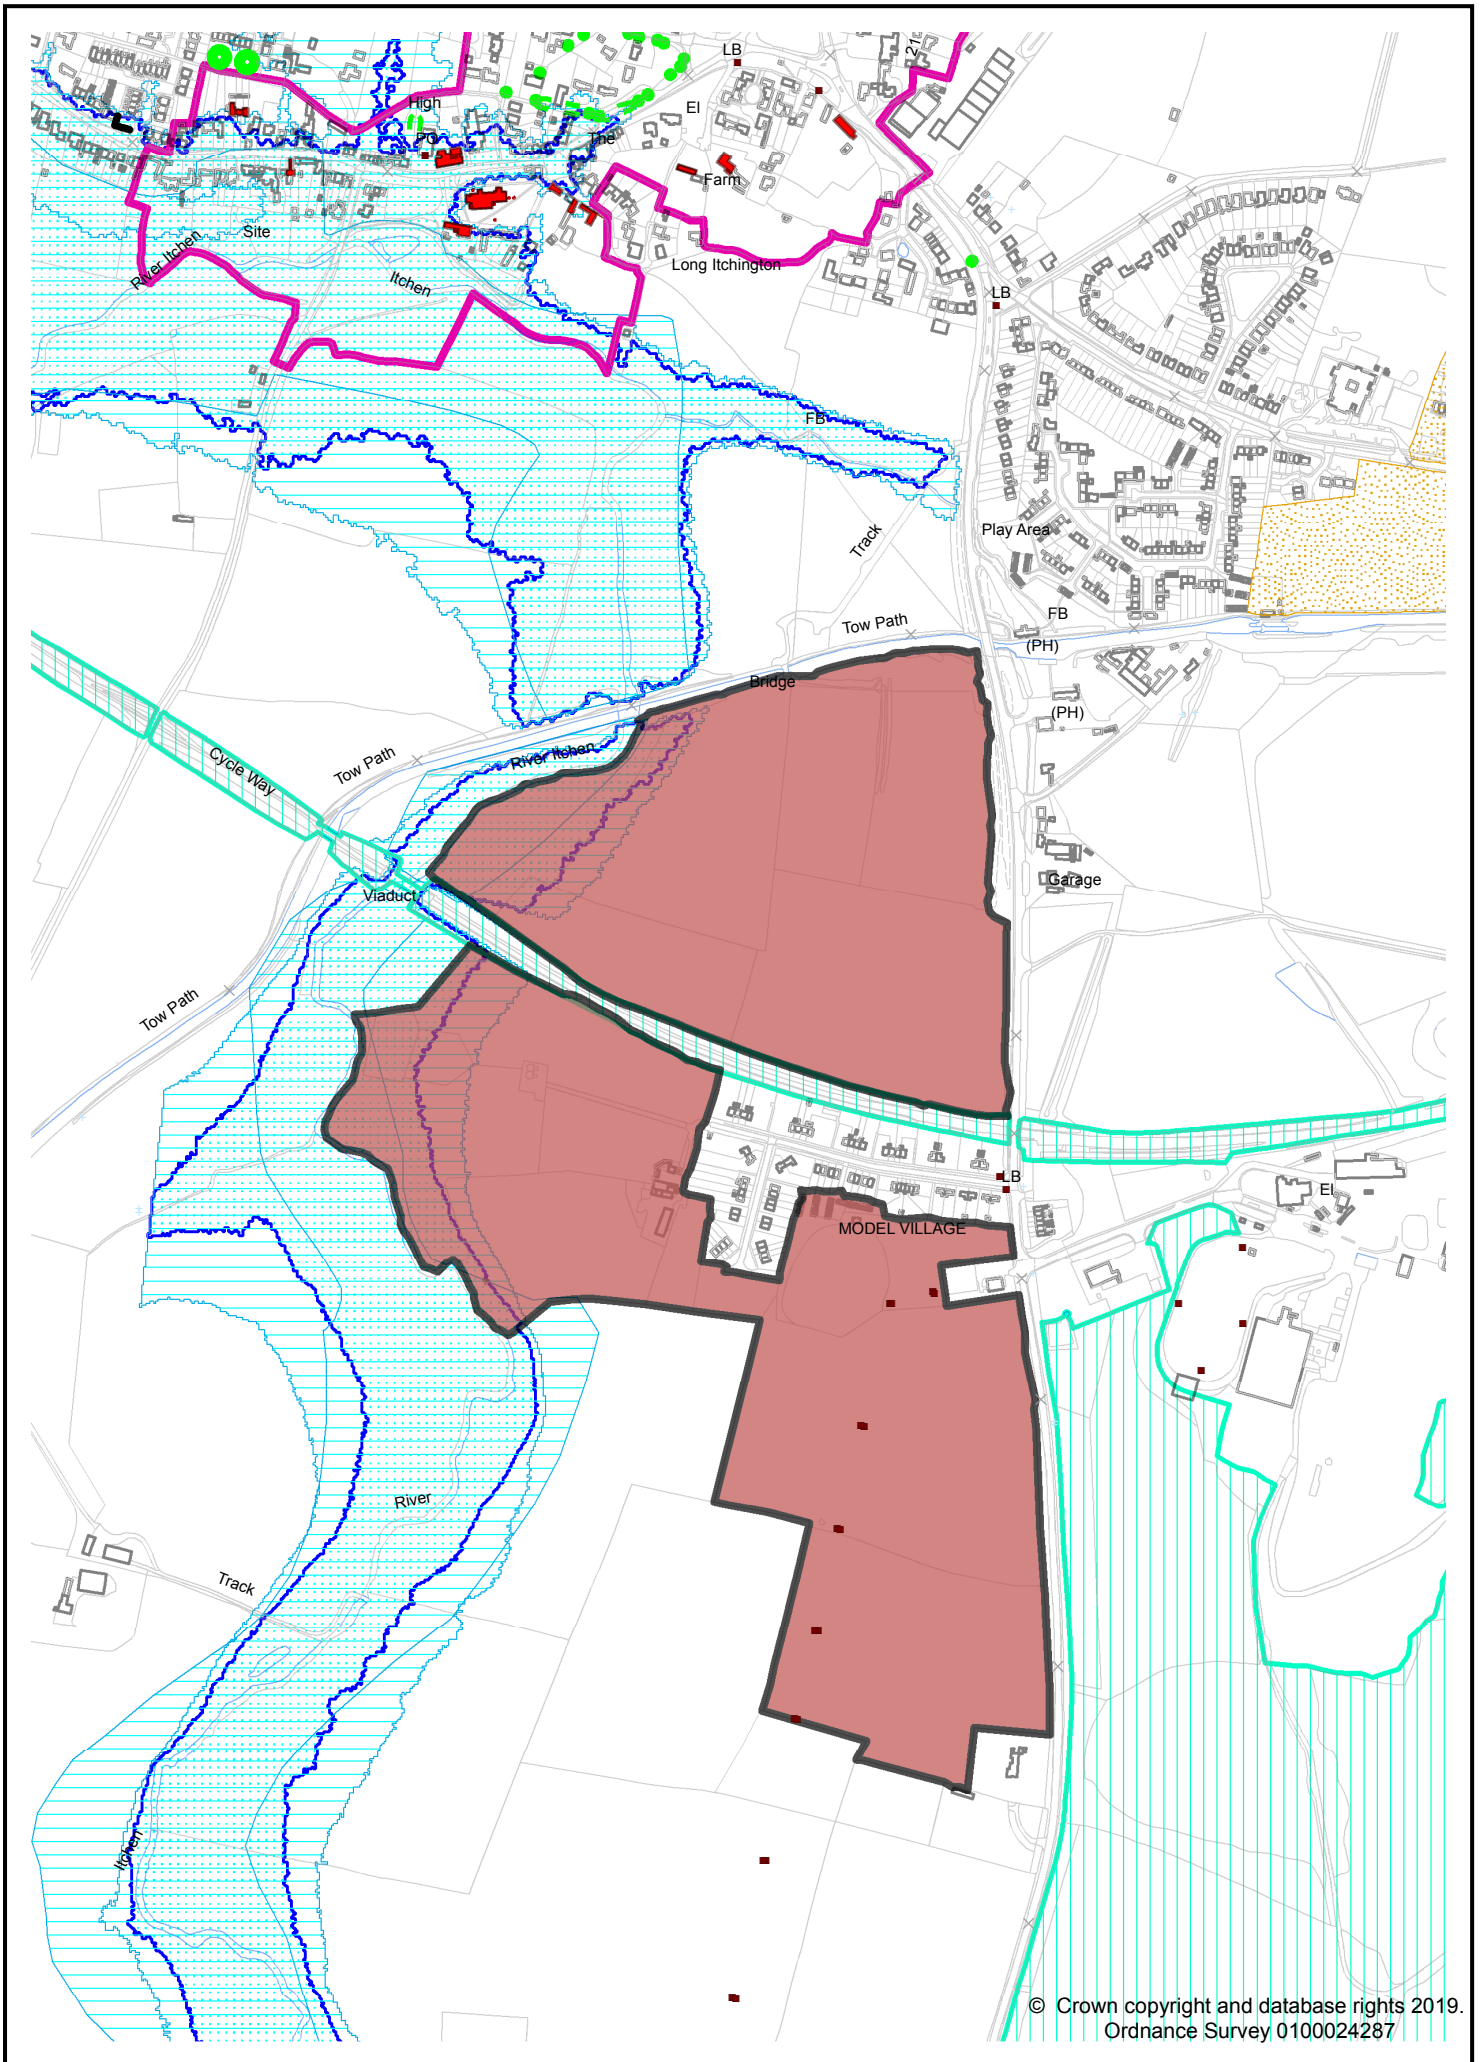 LB
21
High
El
PO
The
Farm
Site
River Itchen
Itchen
Long Itchington
LB
FB
Track
Play Area
FB
Tow Path
(PH)
Bridge
(PH)
River Itchen
Tow Path
Cycle Way
Garage
Viaduct
Tow Path
LB
El
MODEL VILLAGE
River
Track
Itchen
© Crown copyright and database rights 2019.
Ordnance Survey 0100024287